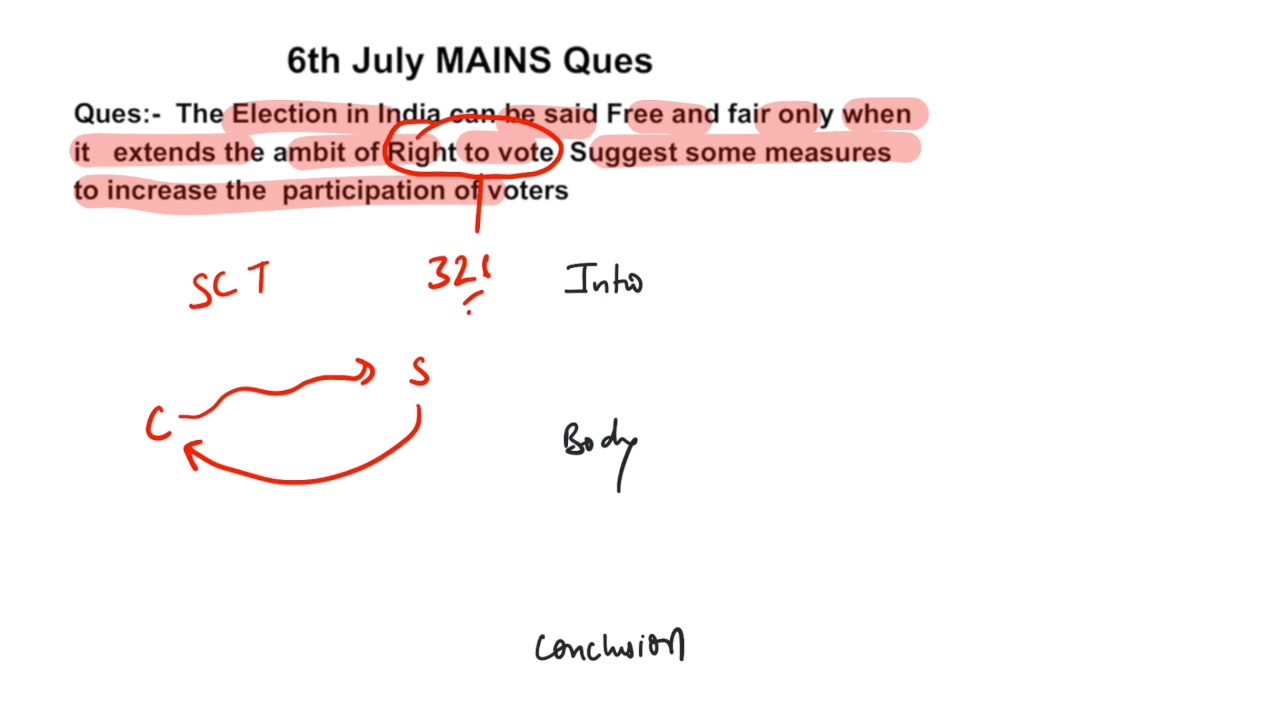 6th July MAINS Ques
Ques:- The Election in India can be said Free and fair only when
it extends the ambit of Right to vote Suggest some measures
to increase the participation of voters
SCT
321
Intro
S
C
Body
Conclusion